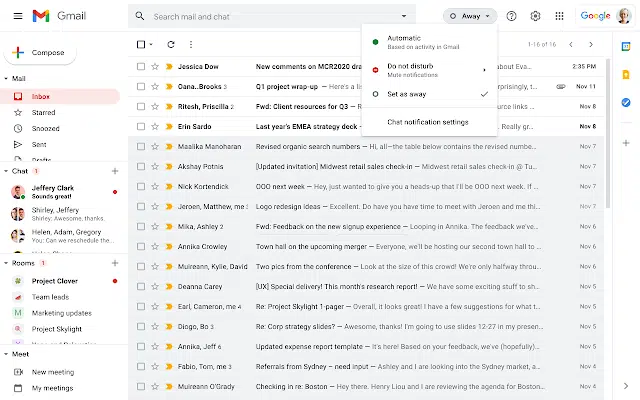 Gmail
Search mail and chat
Away
Google
Compose
Mail
Inbox
Starred
Snoozed
Sent
Drafts
Chat 1
Jeffery Clark
Sounds great!
Shirley, Jeffery
Shirley: Awesome, thanks.
Helen, Adam, Gregory
You: Can we reschedule the
Rooms 1
Project Clover
Team leads
M Marketing updates
Project Skylight
Meet
New meeting
My meetings
1-16 of 16
Automatic
Based on activity in Gmail
Do not disturb
Mute notifications
Set as away
Chat notification settings
Jessica Dow New comments on MCR2020 dra about Eva... 2:35 PM
Oana..Brooks 3 Q1 project wrap-up — Here's a li rprisingly, t... Nov 11
Ritesh, Priscilla 2 Fwd: Client resources for Q3 — R urce links ... Nov 8
Erin Sardo Last year's EMEA strategy deck — Really gr... Nov 8
Maalika Manoharan Revised organic search numbers — Hi, all—the table below contains the revised numbe... Nov 7
Akshay Potnis [Updated invitation] Midwest retail sales check-in — Midwest retail sales check-in @ Tu... Nov 7
Nick Kortendick OOO next week — Hey, just wanted to give you a heads-up that I'll be OOO next week. If ... Nov 7
Jeroen, Matthew, me 3 Logo redesign ideas — Excellent. Do have you have time to meet with Jeroen and me thi... Nov 7
Mika, Ashley 2 Fwd: Feedback on the new signup experience — Looping in Annika. The feedback we've... Nov 6
Annika Crowley Town hall on the upcoming merger — Everyone, we'll be hosting our second town hall to ... Nov 6
Muireann, Kylie, David Two pics from the conference — Look at the size of this crowd! We're only halfway throu... Nov 6
Deanna Carey [UX] Special delivery! This month's research report! — We have some exciting stuff to sh... Nov 5
Earl, Cameron, me 4 Re: Project Skylight 1-pager — Overall, it looks great! I have a few suggestions for what t... Nov 5
Diogo, Bo 3 Re: Corp strategy slides? — Awesome, thanks! I'm going to use slides 12-27 in my presen... Nov 5
Annika, Jeff 6 Updated expense report template — It's here! Based on your feedback, we've (hopefully)... Nov 5
Fabio, Tom, me 3 Referrals from Sydney – need input — Ashley and I are looking into the Sydney market, a... Nov 4
Muireann O'Grady Checking in re: Boston — Hey there. Henry Liou and I are reviewing the agenda for Boston... Nov 4